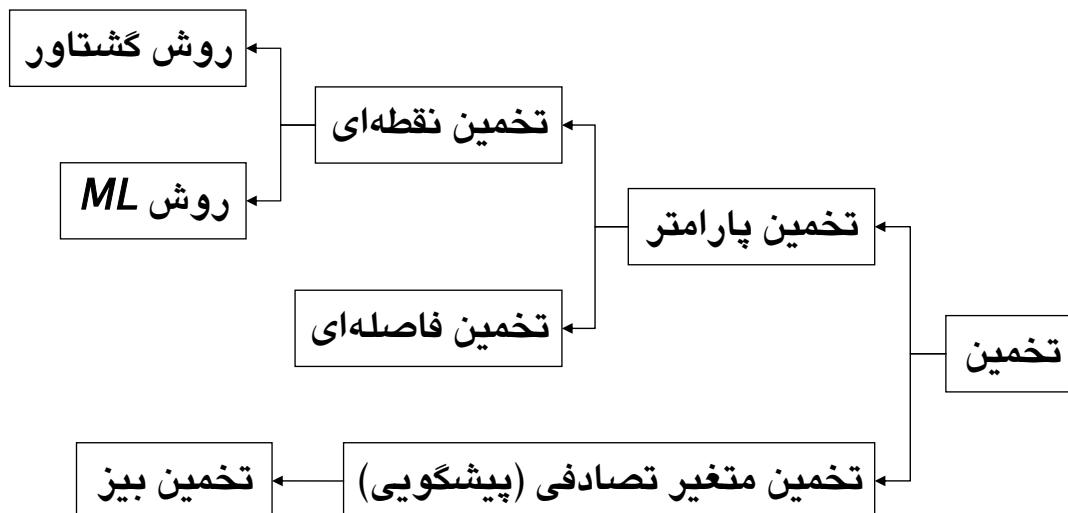 روش گشتاور
تخمین نقطه‌ای
روش ML
تخمین پارامتر
تخمین فاصله‌ای
تخمین
تخمین متغیر تصادفی (پیشگویی)
تخمین بیز